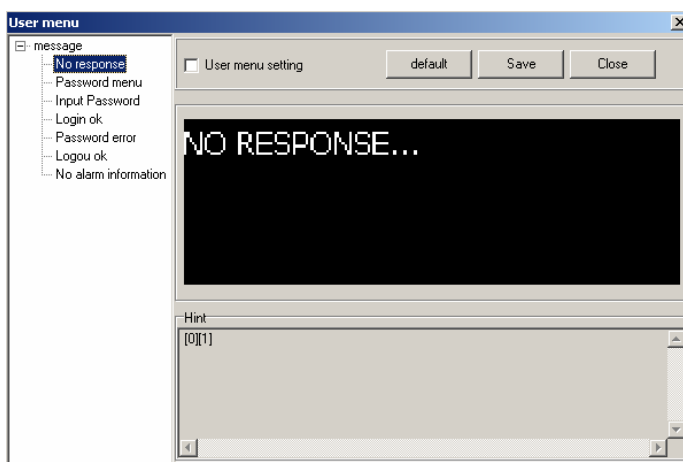 User menu
message
No response
Password menu
Input Password
Login ok
Password error
Logou ok
No alarm information
User menu setting
default
Save
Close
NO RESPONSE...
Hint
[0][1]